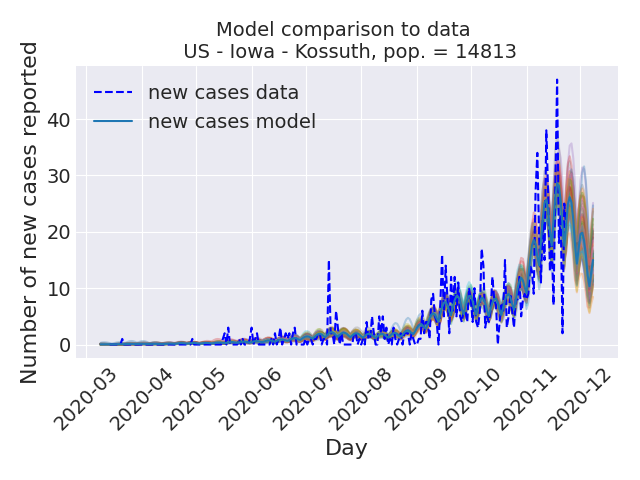 Model comparison to data
US - Iowa - Kossuth, pop. = 14813
new cases data
new cases model
Number of new cases reported
40
30
20
10
0
2020-03
2020-04
2020-05
2020-06
2020-07
2020-08
2020-09
2020-10
2020-11
2020-12
Day